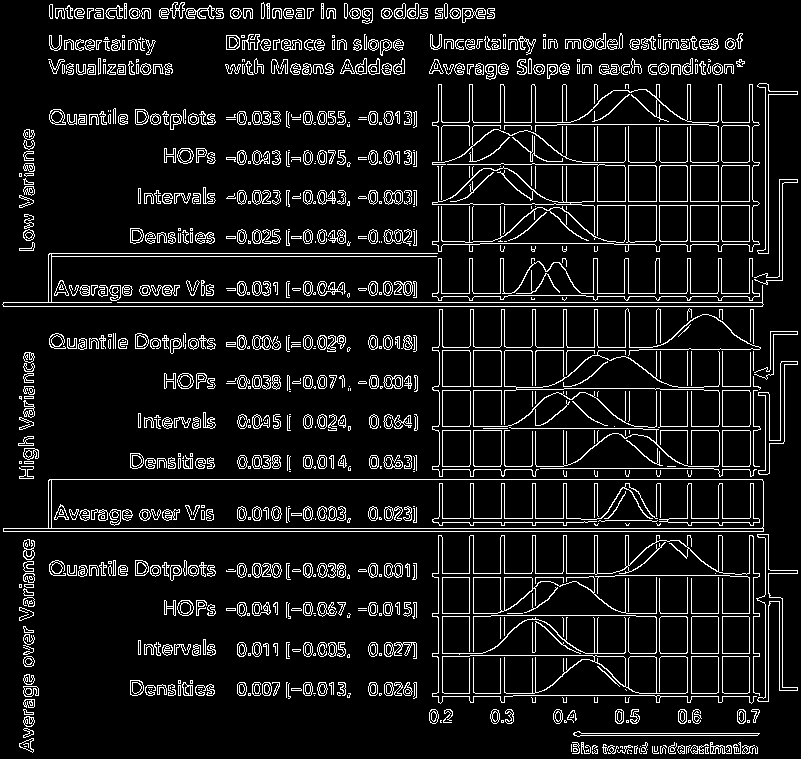 Interaction effects on linear in log odds slopes
Uncertainty Visualizations
Difference in slope with Means Added
Uncertainty in model estimates of Average Slope in each condition*
Low Variance
Quantile Dotplots −0.033 [−0.055, −0.013]
HOPs −0.043 [−0.075, −0.013]
Intervals −0.023 [−0.043, −0.003]
Densities −0.025 [−0.048, −0.002]
Average over Vis −0.031 [−0.044, −0.020]
High Variance
Quantile Dotplots −0.006 [−0.029, 0.018]
HOPs −0.038 [−0.071, −0.004]
Intervals 0.045 [ 0.024, 0.064]
Densities 0.038 [ 0.014, 0.063]
Average over Vis 0.010 [−0.003, 0.023]
Average over Variance
Quantile Dotplots −0.020 [−0.038, −0.001]
HOPs −0.041 [−0.067, −0.015]
Intervals 0.011 [−0.005, 0.027]
Densities 0.007 [−0.013, 0.026]
0.2 0.3 0.4 0.5 0.6 0.7
Bias toward underestimation